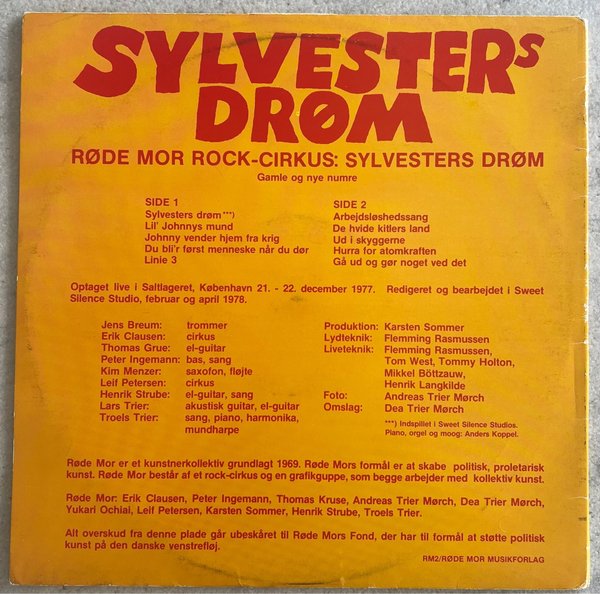 SYLVESTERS
DRØM
RØDE MOR ROCK-CIRKUS: SYLVESTERS DRØM
Gamle og nye numre
SIDE 1
Sylvesters drøm ***)
Lil' Johnnys mund
Johnny vender hjem fra krig
Du bli'r først menneske når du dør
Linie 3
SIDE 2
Arbejdsløshedssang
De hvide kitlers land
Ud i skyggerne
Hurra for atomkraften
Gå ud og gør noget ved det
Optaget live i Saltlageret, København 21. - 22. december 1977. Redigeret og bearbejdet i Sweet
Silence Studio, februar og april 1978.
Jens Breum: trommer
Erik Clausen: cirkus
Thomas Grue: el-guitar
Peter Ingemann: bas, sang
Kim Menzer: saxofon, fløjte
Leif Petersen: cirkus
Henrik Strube: el-guitar, sang
Lars Trier: akustisk guitar, el-guitar
Troels Trier: sang, piano, harmonika,
mundharpe
Produktion: Karsten Sommer
Lydteknik: Flemming Rasmussen
Liveteknik: Flemming Rasmussen,
Tom West, Tommy Holton,
Mikkel Böttzauw,
Henrik Langkilde
Foto: Andreas Trier Mørch
Omslag: Dea Trier Mørch
***) Indspillet i Sweet Silence Studios.
Piano, orgel og moog: Anders Koppel.
Røde Mor er et kunstnerkollektiv grundlagt 1969. Røde Mors formål er at skabe politisk, proletarisk
kunst. Røde Mor består af et rock-cirkus og en grafikguppe, som begge arbejder med kollektiv kunst.
Røde Mor: Erik Clausen, Peter Ingemann, Thomas Kruse, Andreas Trier Mørch, Dea Trier Mørch,
Yukari Ochiai, Leif Petersen, Karsten Sommer, Henrik Strube, Troels Trier.
Alt overskud fra denne plade går ubeskåret til Røde Mors Fond, der har til formål at støtte politisk
kunst på den danske venstrefløj.
RM2/RØDE MOR MUSIKFORLAG